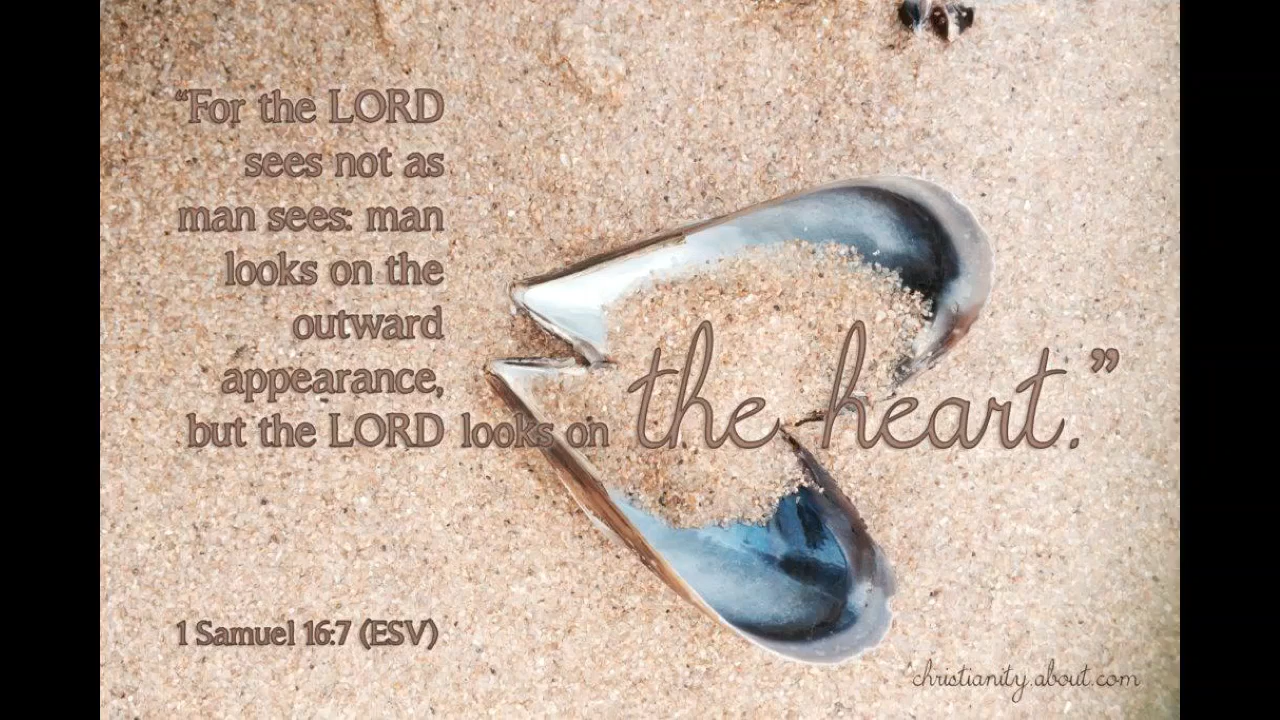 “For the LORD
sees not as
man sees: man
looks on the
outward
appearance,
but the LORD looks on the heart.”
1 Samuel 16:7 (ESV)
christianity.about.com